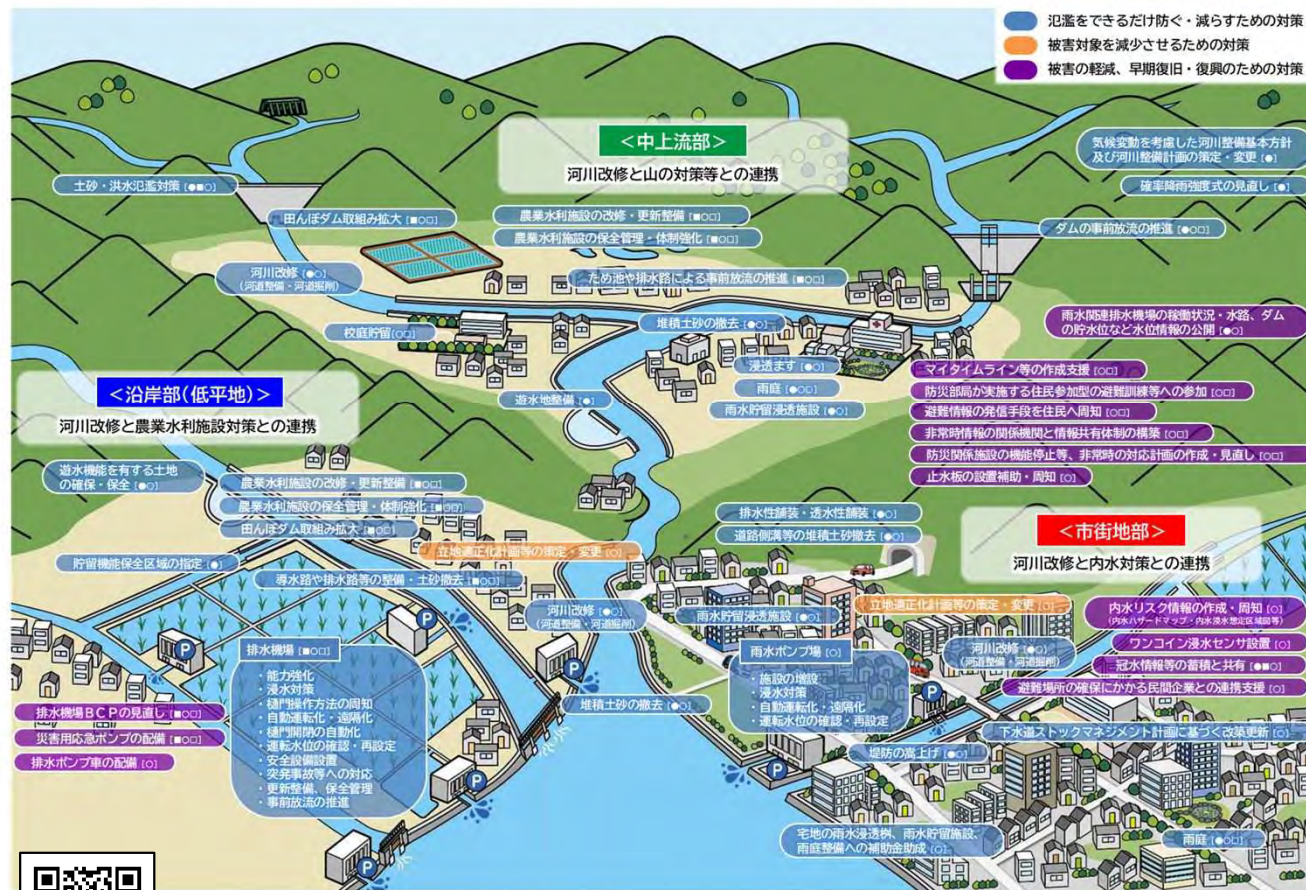 氾濫をできるだけ防ぐ・減らすための対策
被害対象を減少させるための対策
被害の軽減、早期復旧・復興のための対策
＜中上流部＞
河川改修と山の対策等との連携
気候変動を考慮した河川整備基本方針
及び河川整備計画の策定・変更 [●]
確率降雨強度式の見直し [●]
土砂・洪水氾濫対策 [●■○]
田んぼダム取組み拡大 [■○□]
農業水利施設の改修・更新整備 [■○□]
農業水利施設の保全管理・体制強化 [■○□]
ダムの事前放流の推進 [●○□]
河川改修 [●○]
(河道整備・河道掘削)
ため池や排水路による事前放流の推進 [■○□]
校庭貯留 [○□]
堆積土砂の撤去 [●○]
雨水関連排水機場の稼働状況・水路、ダム
の貯水位など水位情報の公開 [●○]
浸透ます [●○]
雨庭 [●○□]
雨水貯留浸透施設 [●○]
マイタイムライン等の作成支援 [○□]
防災部局が実施する住民参加型の避難訓練等への参加 [○□]
避難情報の発信手段を住民へ周知 [○□]
非常時情報の関係機関と情報共有体制の構築 [○□]
防災関係施設の機能停止等、非常時の対応計画の作成・見直し [○□]
止水板の設置補助・周知 [○]
＜沿岸部(低平地)＞
河川改修と農業水利施設対策との連携
遊水地整備 [●]
遊水機能を有する土地
の確保・保全 [●○]
農業水利施設の改修・更新整備 [■○□]
農業水利施設の保全管理・体制強化 [■○□]
田んぼダム取組み拡大 [■○□]
排水性舗装・透水性舗装 [●○]
道路側溝等の堆積土砂撤去 [●○]
＜市街地部＞
河川改修と内水対策との連携
立地適正化計画等の策定・変更 [○]
貯留機能保全区域の指定 [●]
導水路や排水路等の整備・土砂撤去 [■○□]
河川改修 [●○]
(河道整備・河道掘削)
雨水貯留浸透施設 [●○]
立地適正化計画等の策定・変更 [○]
内水リスク情報の作成・周知 [○]
(内水ハザードマップ・内水浸水想定区域図等)
ワンコイン浸水センサ設置 [○]
河川改修 [●○]
(河道整備・河道掘削)
冠水情報等の蓄積と共有 [●■○]
避難場所の確保にかかる民間企業との連携支援 [○]
排水機場 [■○□]
・能力強化
・浸水対策
・樋門操作方法の周知
・自動運転化・遠隔化
・樋門開閉の自動化
・運転水位の確認・再設定
・安全設備設置
・突発事故等への対応
・更新整備、保全管理
・事前放流の推進
雨水ポンプ場 [○]
・施設の増設
・浸水対策
・自動運転化・遠隔化
・運転水位の確認・再設定
排水機場ＢＣＰの見直し [■○□]
災害用応急ポンプの配備 [■○□]
排水ポンプ車の配備 [○]
堆積土砂の撤去 [●○]
下水道ストックマネジメント計画に基づく改築更新 [○]
堤防の嵩上げ [●○]
宅地の雨水浸透桝、雨水貯留施設、
雨庭整備への補助金助成 [○]
雨庭 [●○□]
P
P
P
P
P
P
P